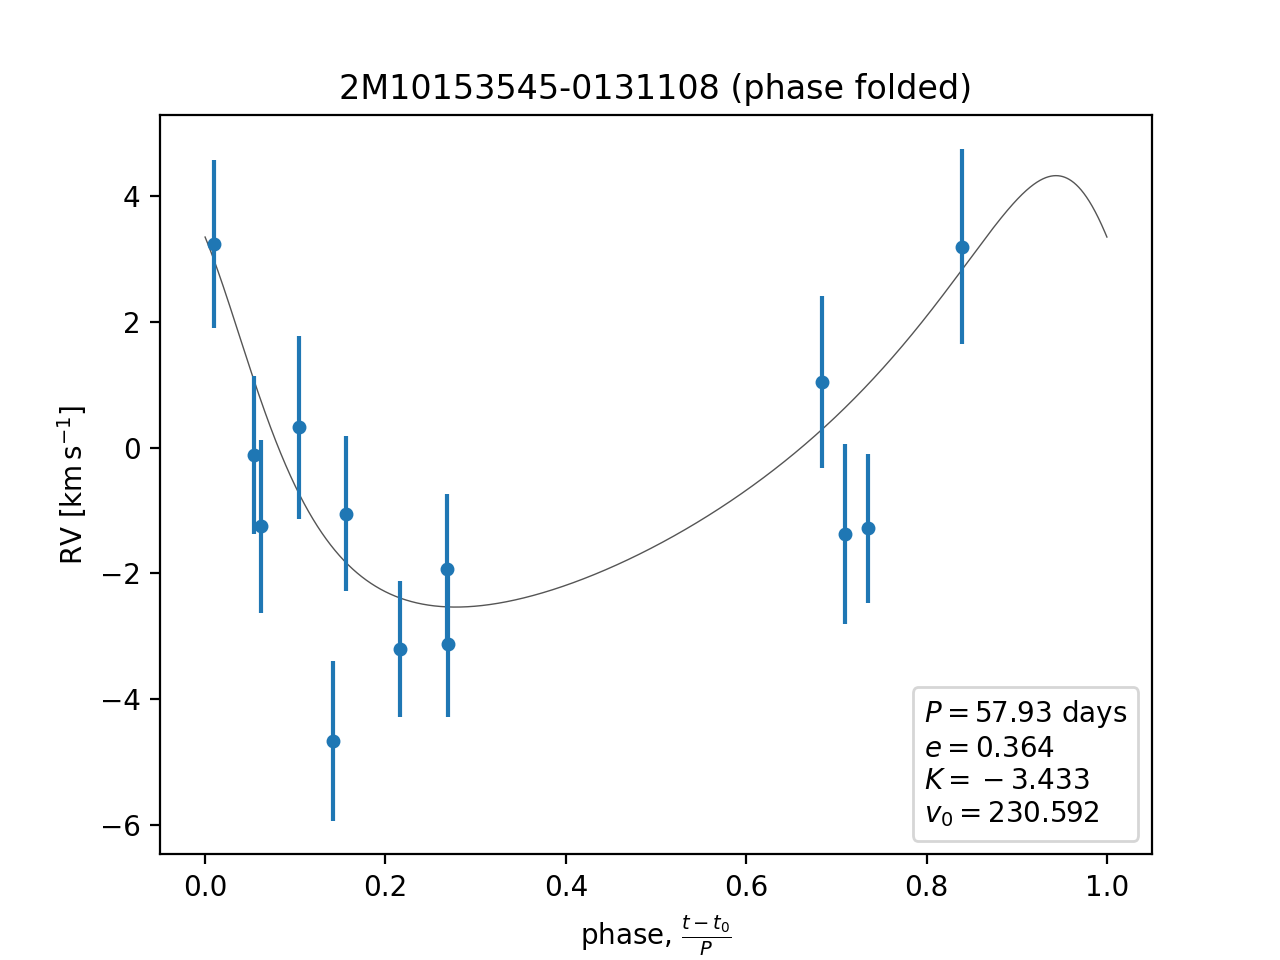 2M10153545-0131108 (phase folded)
RV [km s⁻¹]
4
2
0
−2
−4
−6
P = 57.93 days
e = 0.364
K = −3.433
v₀ = 230.592
0.0 0.2 0.4 0.6 0.8 1.0
phase, (t − t₀)/P